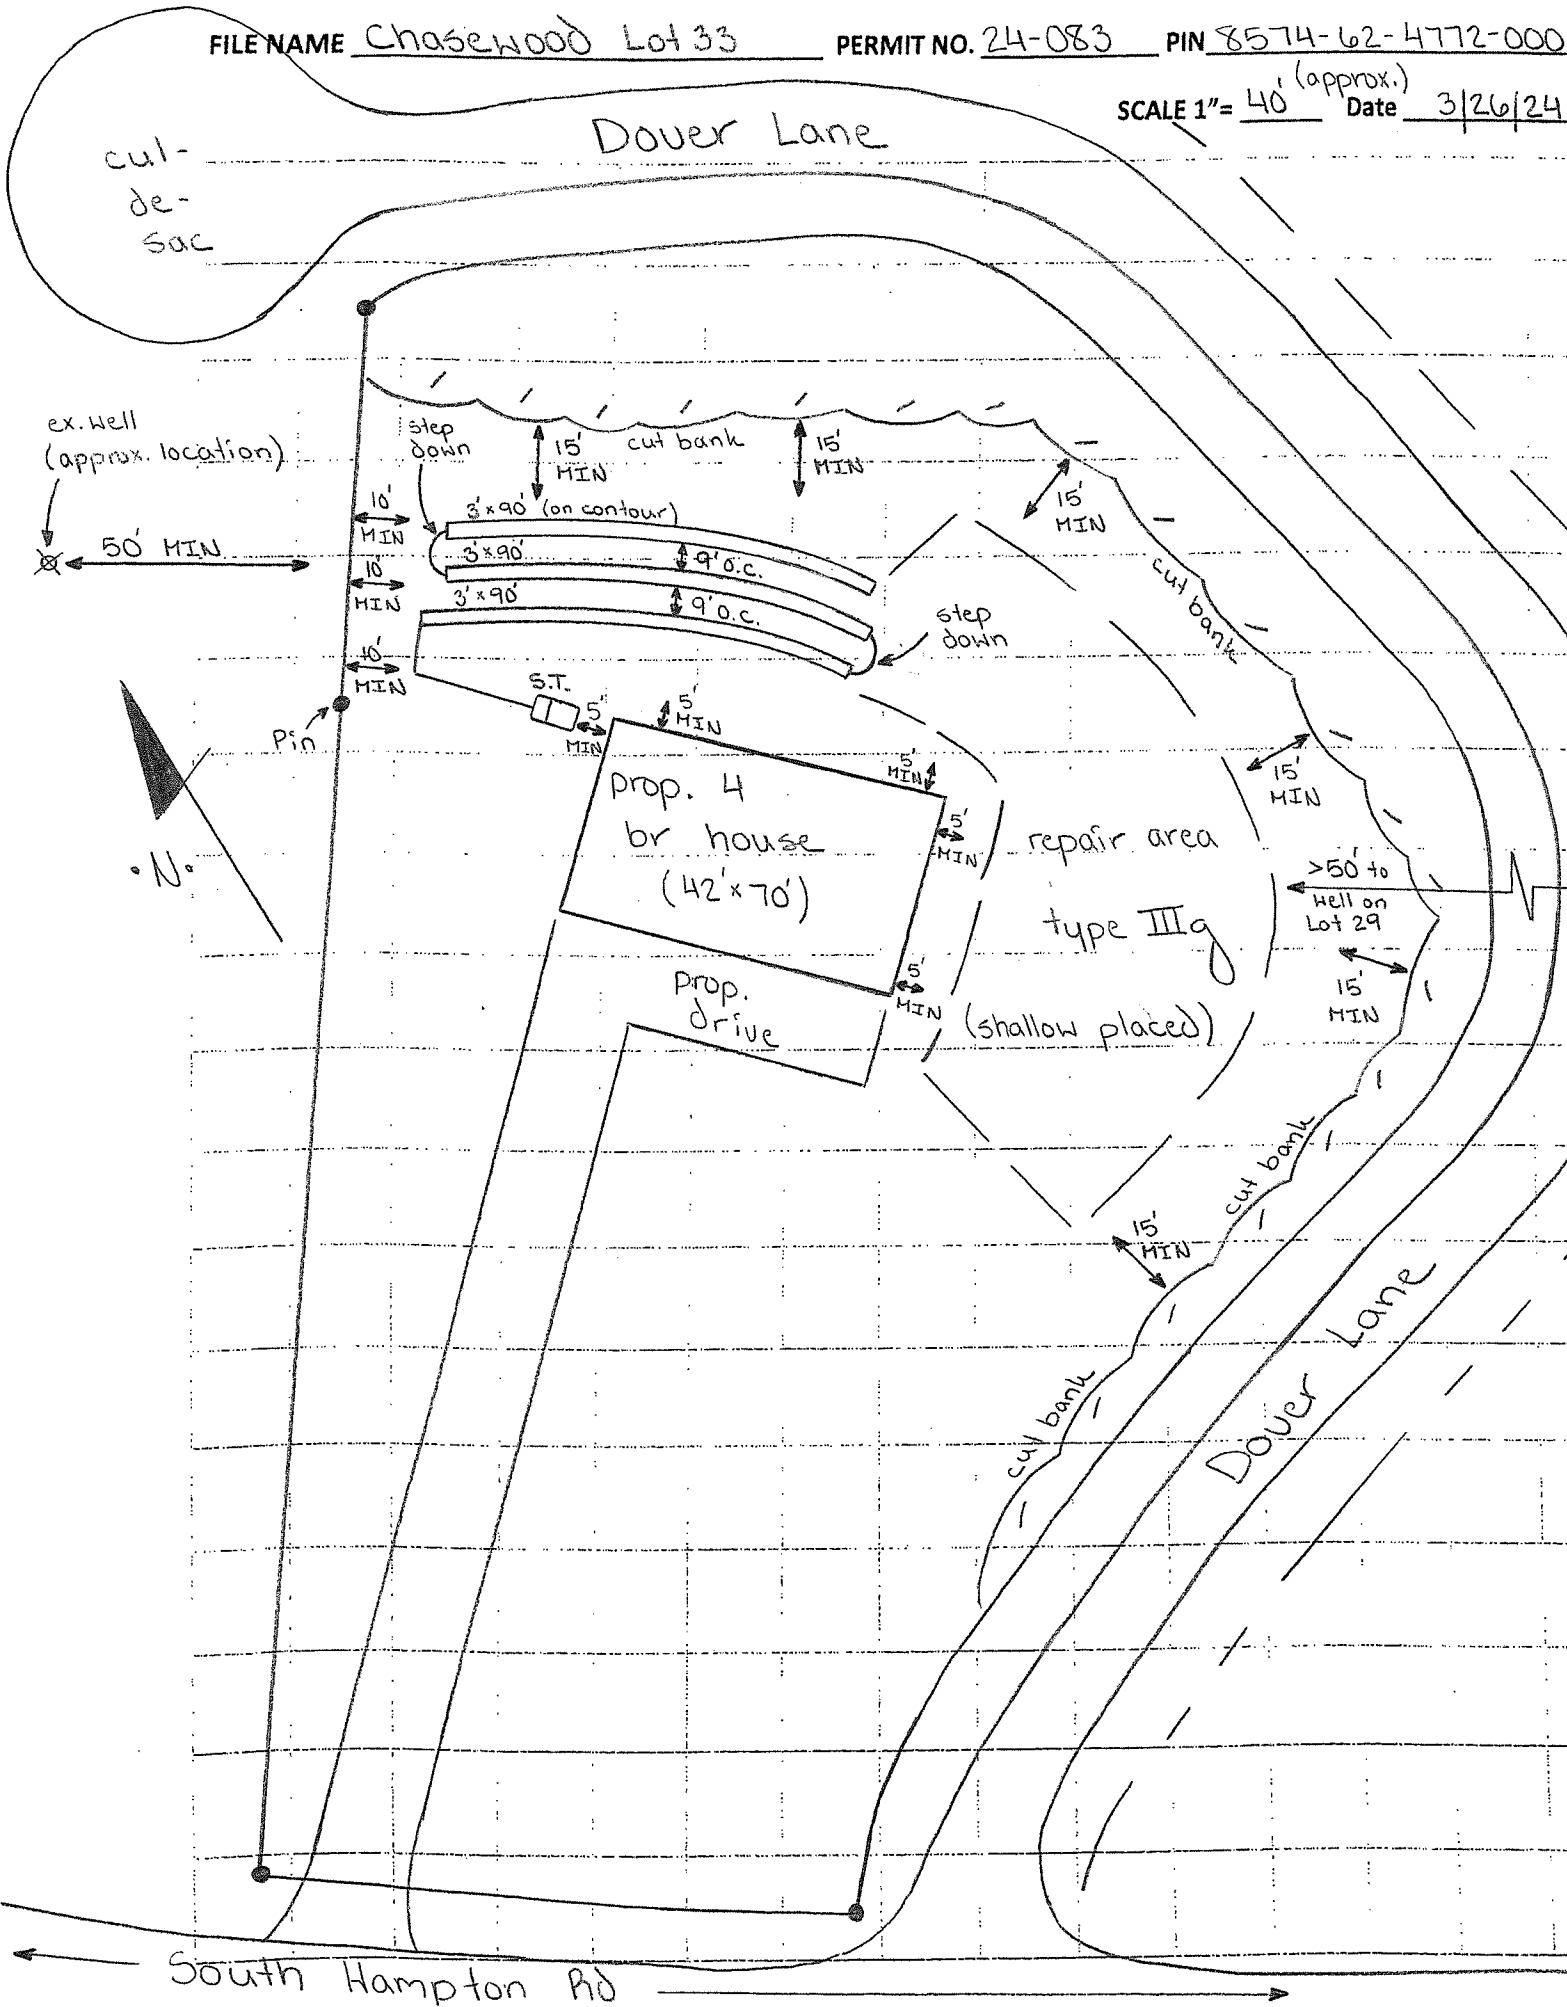 FILE NAME Chasewood Lot 33 PERMIT NO. 24-083 PIN 8574-62-4772-000
SCALE 1"= 40' (approx.) Date 3/26/24
Dover Lane
cul-
de-
sac
ex. well
(approx. location)
50' MIN
step
down
15'
MIN
cut bank
15'
MIN
15'
MIN
cut bank
10'
MIN
10'
MIN
10'
MIN
3'x90' (on contour)
3'x90'
9' o.c.
3'x90'
9' o.c.
step
down
S.T.
5'
MIN
5'
MIN
5'
MIN
Pin
prop. 4
br house
(42'x70')
5'
MIN
5'
MIN
repair area
type IIIg
(shallow placed)
15'
MIN
>50' to
well on
Lot 29
15'
MIN
·N·
prop.
drive
cut bank
15'
MIN
cut bank
Dover Lane
South Hampton Rd